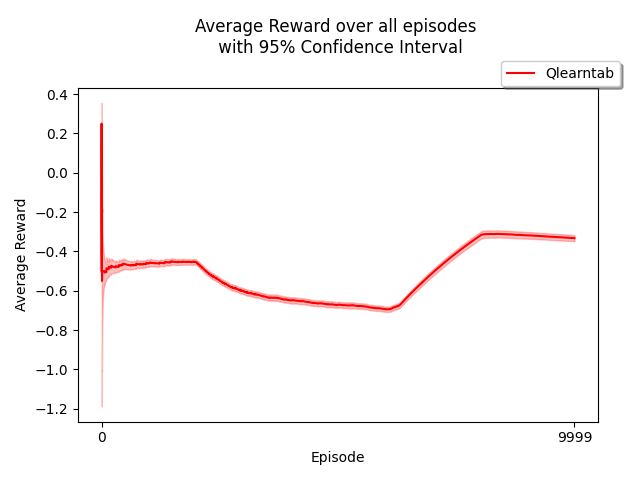 Average Reward over all episodes
with 95% Confidence Interval
Qlearntab
0.4
0.2
0.0
−0.2
−0.4
−0.6
−0.8
−1.0
−1.2
Average Reward
0
9999
Episode